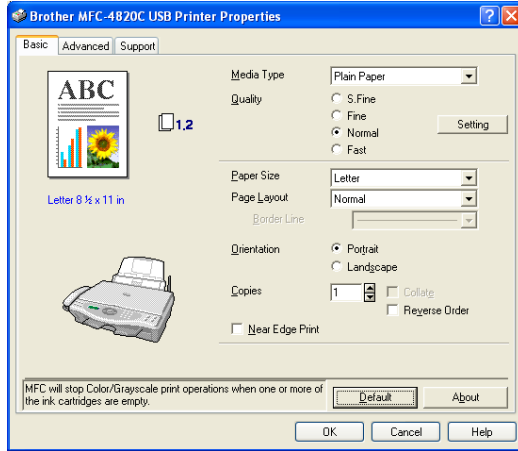 Brother MFC-4820C USB Printer Properties
Basic
Advanced
Support
ABC
1.2
Letter 8 ½ x 11 in
Media Type
Plain Paper
Quality
S.Fine
Fine
Normal
Fast
Setting
Paper Size
Letter
Page Layout
Normal
Border Line
Orientation
Portrait
Landscape
Copies
1
Collate
Reverse Order
Near Edge Print
MFC will stop Color/Grayscale print operations when one or more of
the ink cartridges are empty.
Default
About
OK
Cancel
Help